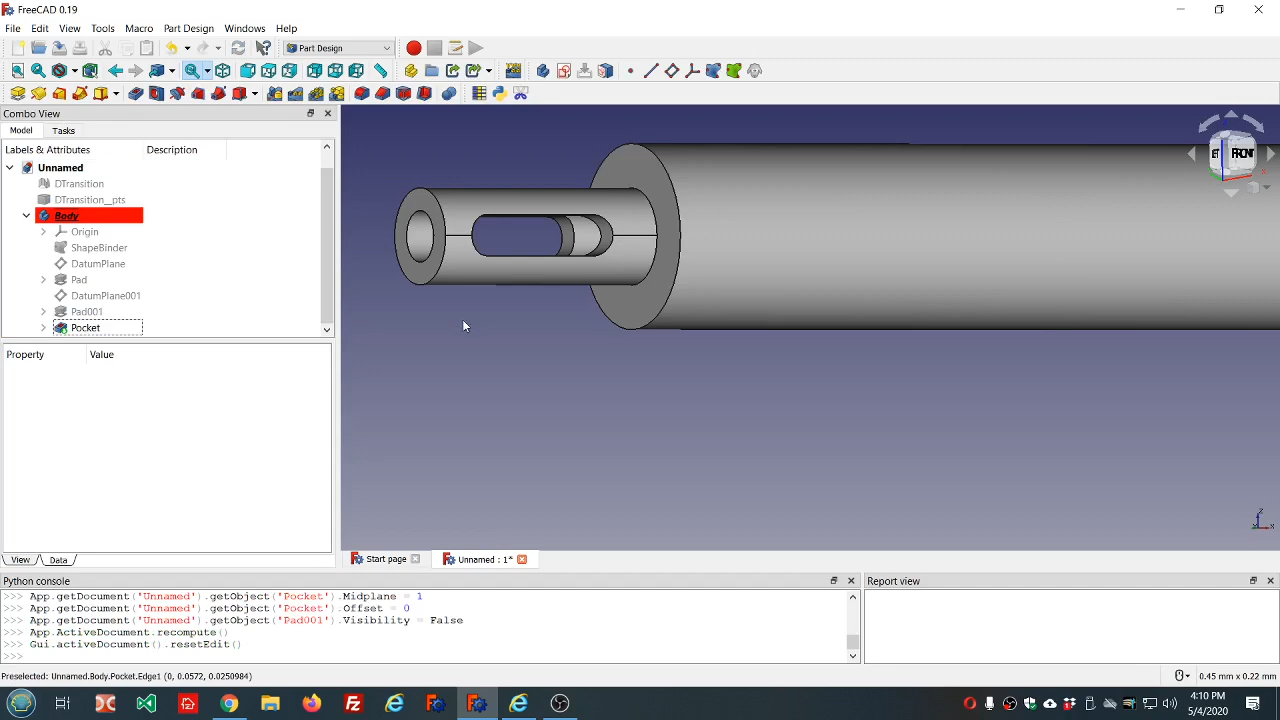 FreeCAD 0.19
File Edit View Tools Macro Part Design Windows Help
Part Design
Combo View
Model Tasks
Labels & Attributes Description
Unnamed
DTransition
DTransition__pts
Body
Origin
ShapeBinder
DatumPlane
Pad
DatumPlane001
Pad001
Pocket
Property Value
View Data
FRONT
Start page Unnamed : 1*
Python console
>>> App.getDocument('Unnamed').getObject('Pocket').Midplane = 1
>>> App.getDocument('Unnamed').getObject('Pocket').Offset = 0
>>> App.getDocument('Unnamed').getObject('Pad001').Visibility = False
>>> App.ActiveDocument.recompute()
>>> Gui.activeDocument().resetEdit()
>>>
Report view
Preselected: Unnamed.Body.Pocket.Edge1 (0, 0.0572, 0.0250984)
0.45 mm x 0.22 mm
4:10 PM
5/4/2020